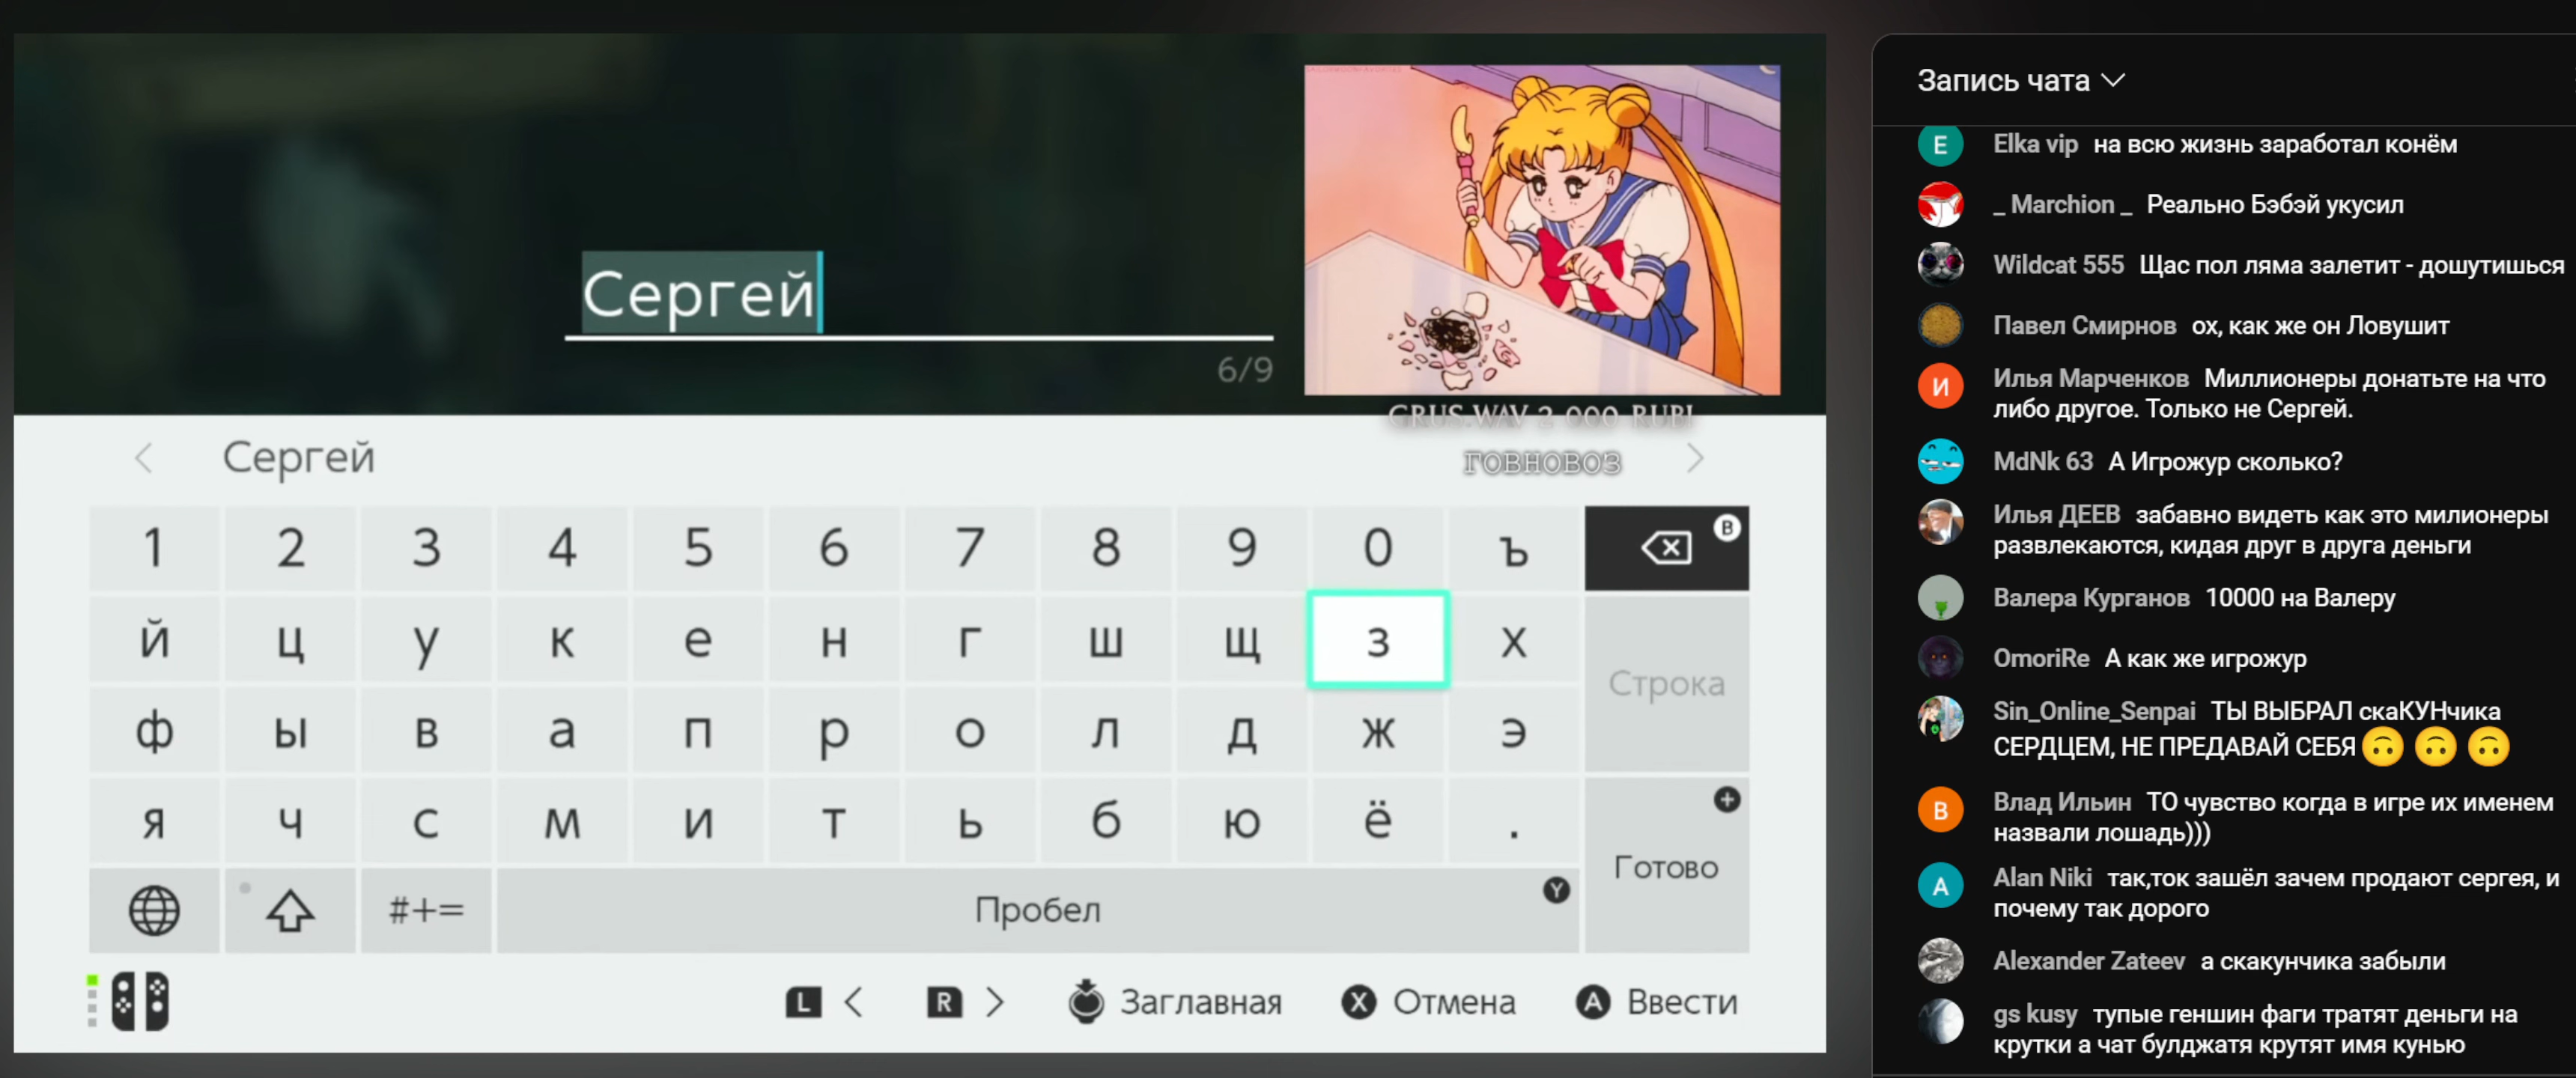 Сергей
6/9
GRUS.WAV 2 000 RUB!
ГОВНОВОЗ
Сергей
1 2 3 4 5 6 7 8 9 0 ъ
B
й ц у к е н г ш щ з х
Строка
ф ы в а п р о л д ж э
я ч с м и т ь б ю ё .
Готово
#+=
Пробел
Y
L
R
Заглавная
X Отмена
A Ввести
Запись чата
E Elka vip на всю жизнь заработал конём
_ Marchion _ Реально Бэбэй укусил
Wildcat 555 Щас пол ляма залетит - дошутишься
Павел Смирнов ох, как же он Ловушит
И Илья Марченков Миллионеры донатьте на что
либо другое. Только не Сергей.
MdNk 63 А Игрожур сколько?
Илья ДЕЕВ забавно видеть как это милионеры
развлекаются, кидая друг в друга деньги
Валера Курганов 10000 на Валеру
OmoriRe А как же игрожур
Sin_Online_Senpai ТЫ ВЫБРАЛ скаКУНчика
СЕРДЦЕМ, НЕ ПРЕДАВАЙ СЕБЯ 🙃 🙃 🙃
В Влад Ильин ТО чувство когда в игре их именем
назвали лошадь)))
A Alan Niki так,ток зашёл зачем продают сергея, и
почему так дорого
Alexander Zateev а скакунчика забыли
gs kusy тупые геншин фаги тратят деньги на
крутки а чат булджатя крутят имя кунью